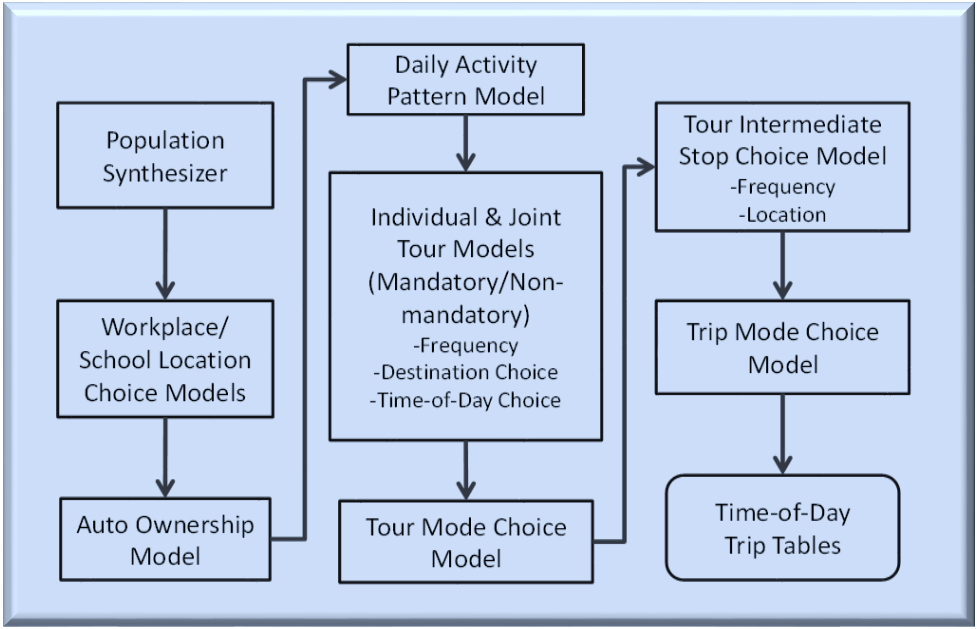 Population
Synthesizer
Workplace/
School Location
Choice Models
Auto Ownership
Model
Daily Activity
Pattern Model
Individual & Joint
Tour Models
(Mandatory/Non-
mandatory)
-Frequency
-Destination Choice
-Time-of-Day Choice
Tour Mode Choice
Model
Tour Intermediate
Stop Choice Model
-Frequency
-Location
Trip Mode Choice
Model
Time-of-Day
Trip Tables